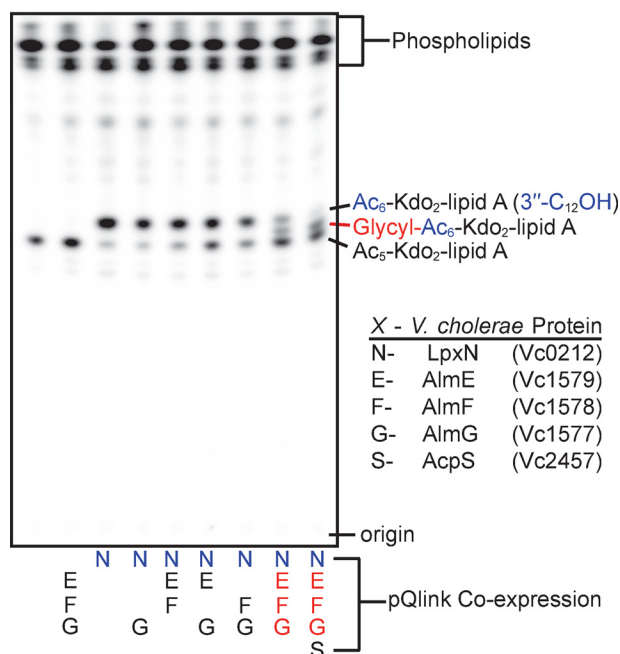 Phospholipids
Ac6-Kdo2-lipid A (3″-C12OH)
Glycyl-Ac6-Kdo2-lipid A
Ac5-Kdo2-lipid A
X - V. cholerae Protein
N- LpxN (Vc0212)
E- AlmE (Vc1579)
F- AlmF (Vc1578)
G- AlmG (Vc1577)
S- AcpS (Vc2457)
origin
N N N N N N N
E E E E E
F F F F F
G G G G G G
S
pQlink Co-expression